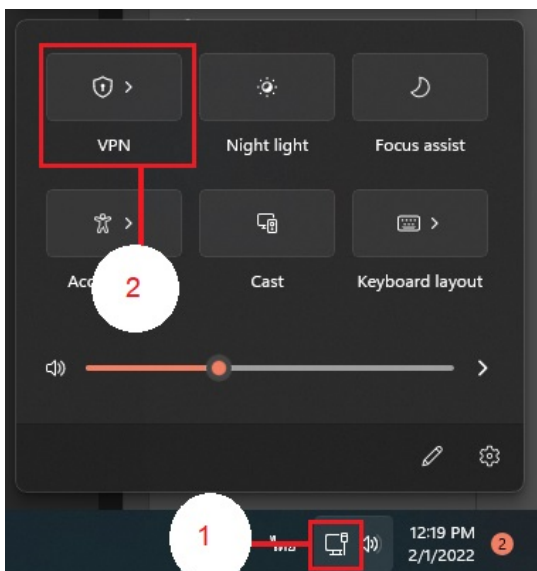 VPN
Night light
Focus assist
2
Cast
Keyboard layout
1
12:19 PM
2/1/2022
2